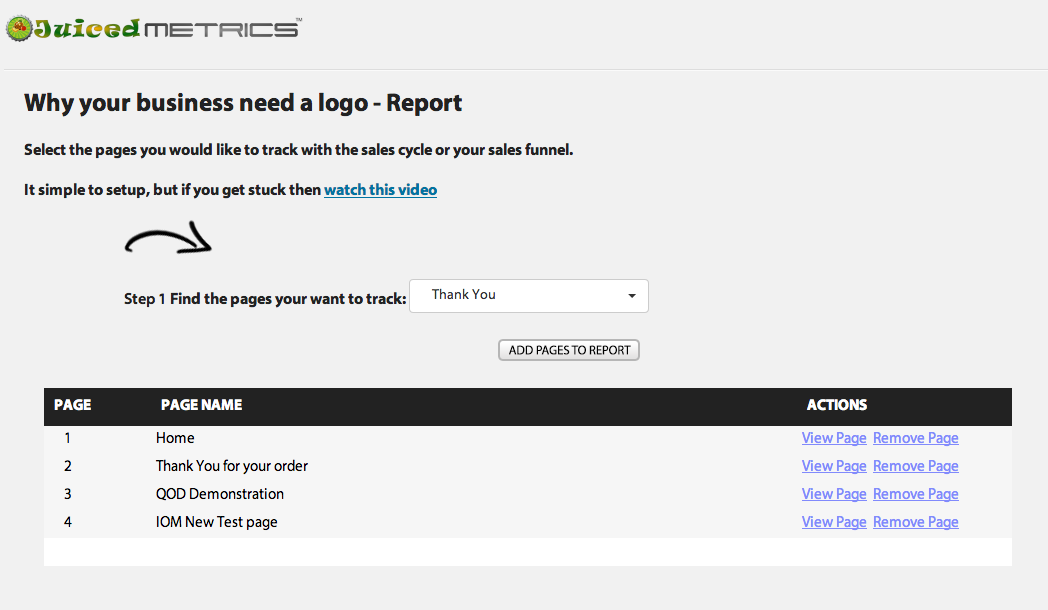 Juiced METRICS™
Why your business need a logo - Report
Select the pages you would like to track with the sales cycle or your sales funnel.
It simple to setup, but if you get stuck then watch this video
Step 1 Find the pages your want to track: Thank You
ADD PAGES TO REPORT
PAGE PAGE NAME ACTIONS
1 Home View Page Remove Page
2 Thank You for your order View Page Remove Page
3 QOD Demonstration View Page Remove Page
4 IOM New Test page View Page Remove Page